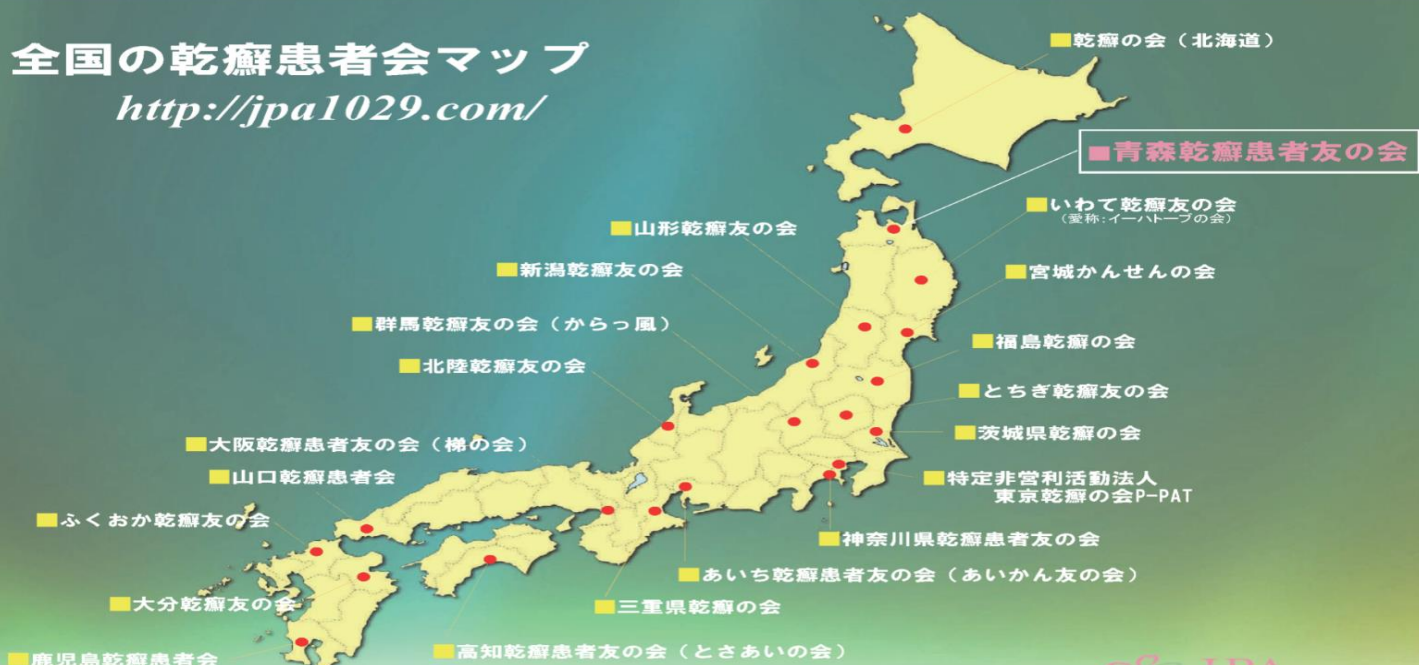 全国の乾癬患者会マップ
http://jpa1029.com/
■乾癬の会（北海道）
■青森乾癬患者友の会
■いわて乾癬友の会
（愛称：イーハトーブの会）
■山形乾癬友の会
■新潟乾癬友の会
■宮城かんせんの会
■群馬乾癬友の会（からっ風）
■福島乾癬の会
■北陸乾癬友の会
■とちぎ乾癬友の会
■大阪乾癬患者友の会（梯の会）
■茨城県乾癬の会
■山口乾癬患者会
■特定非営利活動法人
東京乾癬の会P-PAT
■ふくおか乾癬友の会
■神奈川県乾癬患者友の会
■あいち乾癬患者友の会（あいかん友の会）
■大分乾癬友の会
■三重県乾癬の会
■高知乾癬患者友の会（とさあいの会）
■鹿児島乾癬患者会
JPA